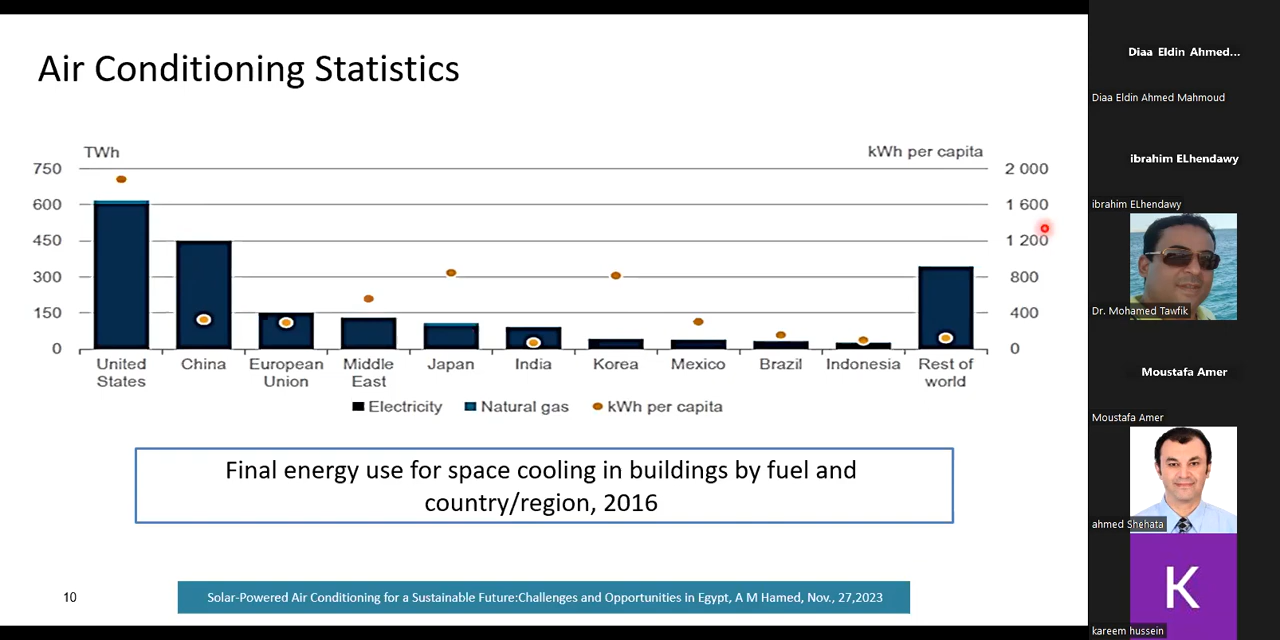 Air Conditioning Statistics
TWh
kWh per capita
750
2 000
600
1 600
450
1 200
300
800
150
400
0
0
United States
China
European Union
Middle East
Japan
India
Korea
Mexico
Brazil
Indonesia
Rest of world
Electricity
Natural gas
kWh per capita
Final energy use for space cooling in buildings by fuel and
country/region, 2016
10
Solar-Powered Air Conditioning for a Sustainable Future:Challenges and Opportunities in Egypt, A M Hamed, Nov., 27,2023
Diaa Eldin Ahmed...
Diaa Eldin Ahmed Mahmoud
ibrahim ELhendawy
ibrahim ELhendawy
Dr. Mohamed Tawfik
Moustafa Amer
Moustafa Amer
ahmed Shehata
K
kareem hussein